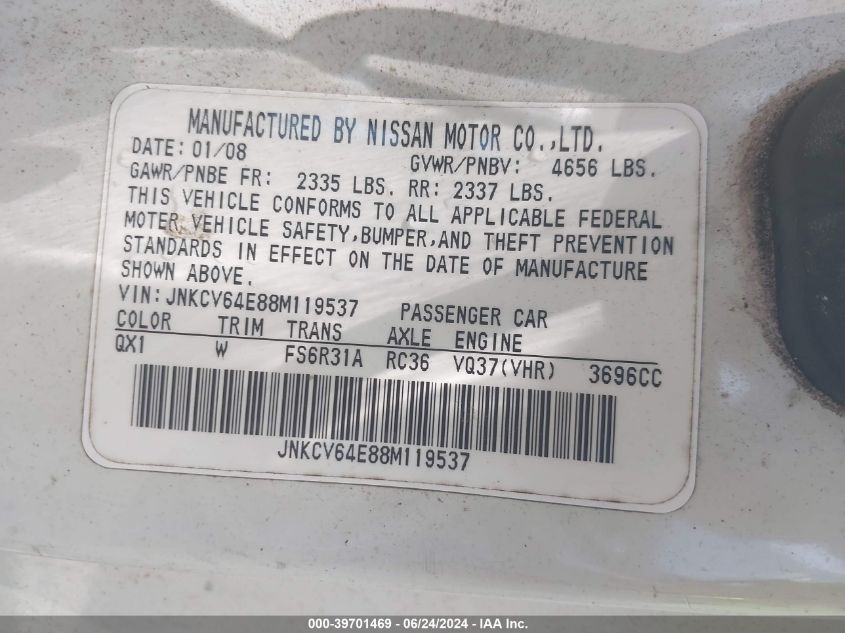 MANUFACTURED BY NISSAN MOTOR CO.,LTD.
DATE: 01/08 GVWR/PNBV: 4656 LBS.
GAWR/PNBE FR: 2335 LBS. RR: 2337 LBS.
THIS VEHICLE CONFORMS TO ALL APPLICABLE FEDERAL
MOTER VEHICLE SAFETY,BUMPER,AND THEFT PREVENTION
STANDARDS IN EFFECT ON THE DATE OF MANUFACTURE
SHOWN ABOVE.
VIN: JNKCV64E88M119537 PASSENGER CAR
COLOR TRIM TRANS AXLE ENGINE
QX1 W FS6R31A RC36 VQ37(VHR) 3696CC
JNKCV64E88M119537
000-39701469 - 06/24/2024 - IAA Inc.